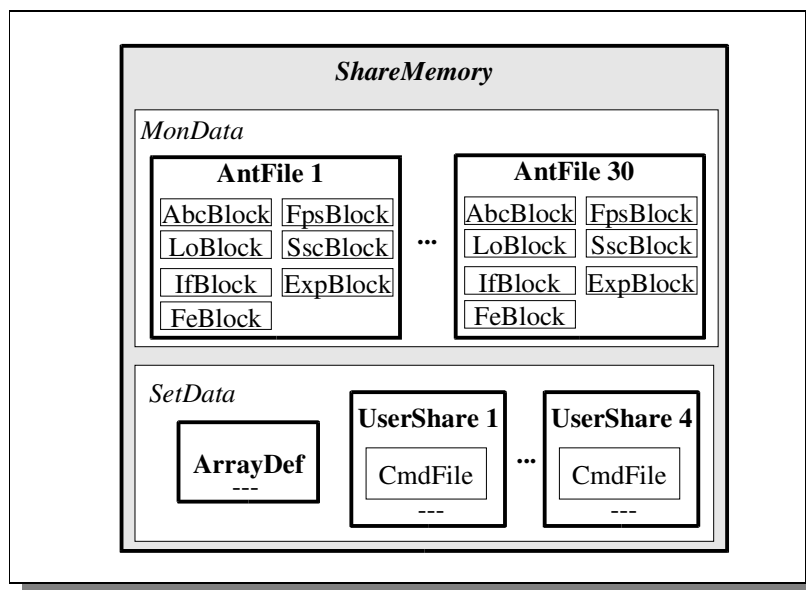 ShareMemory
MonData
AntFile 1
AbcBlock FpsBlock
LoBlock SscBlock
IfBlock ExpBlock
FeBlock
...
AntFile 30
AbcBlock FpsBlock
LoBlock SscBlock
IfBlock ExpBlock
FeBlock
SetData
ArrayDef
---
UserShare 1
CmdFile
---
...
UserShare 4
CmdFile
---